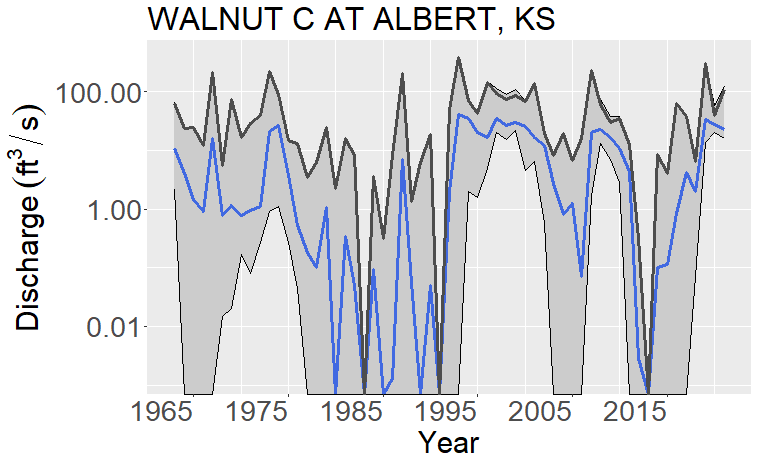 WALNUT C AT ALBERT, KS
Discharge (ft³/s)
100.00
1.00
0.01
1965 1975 1985 1995 2005 2015
Year